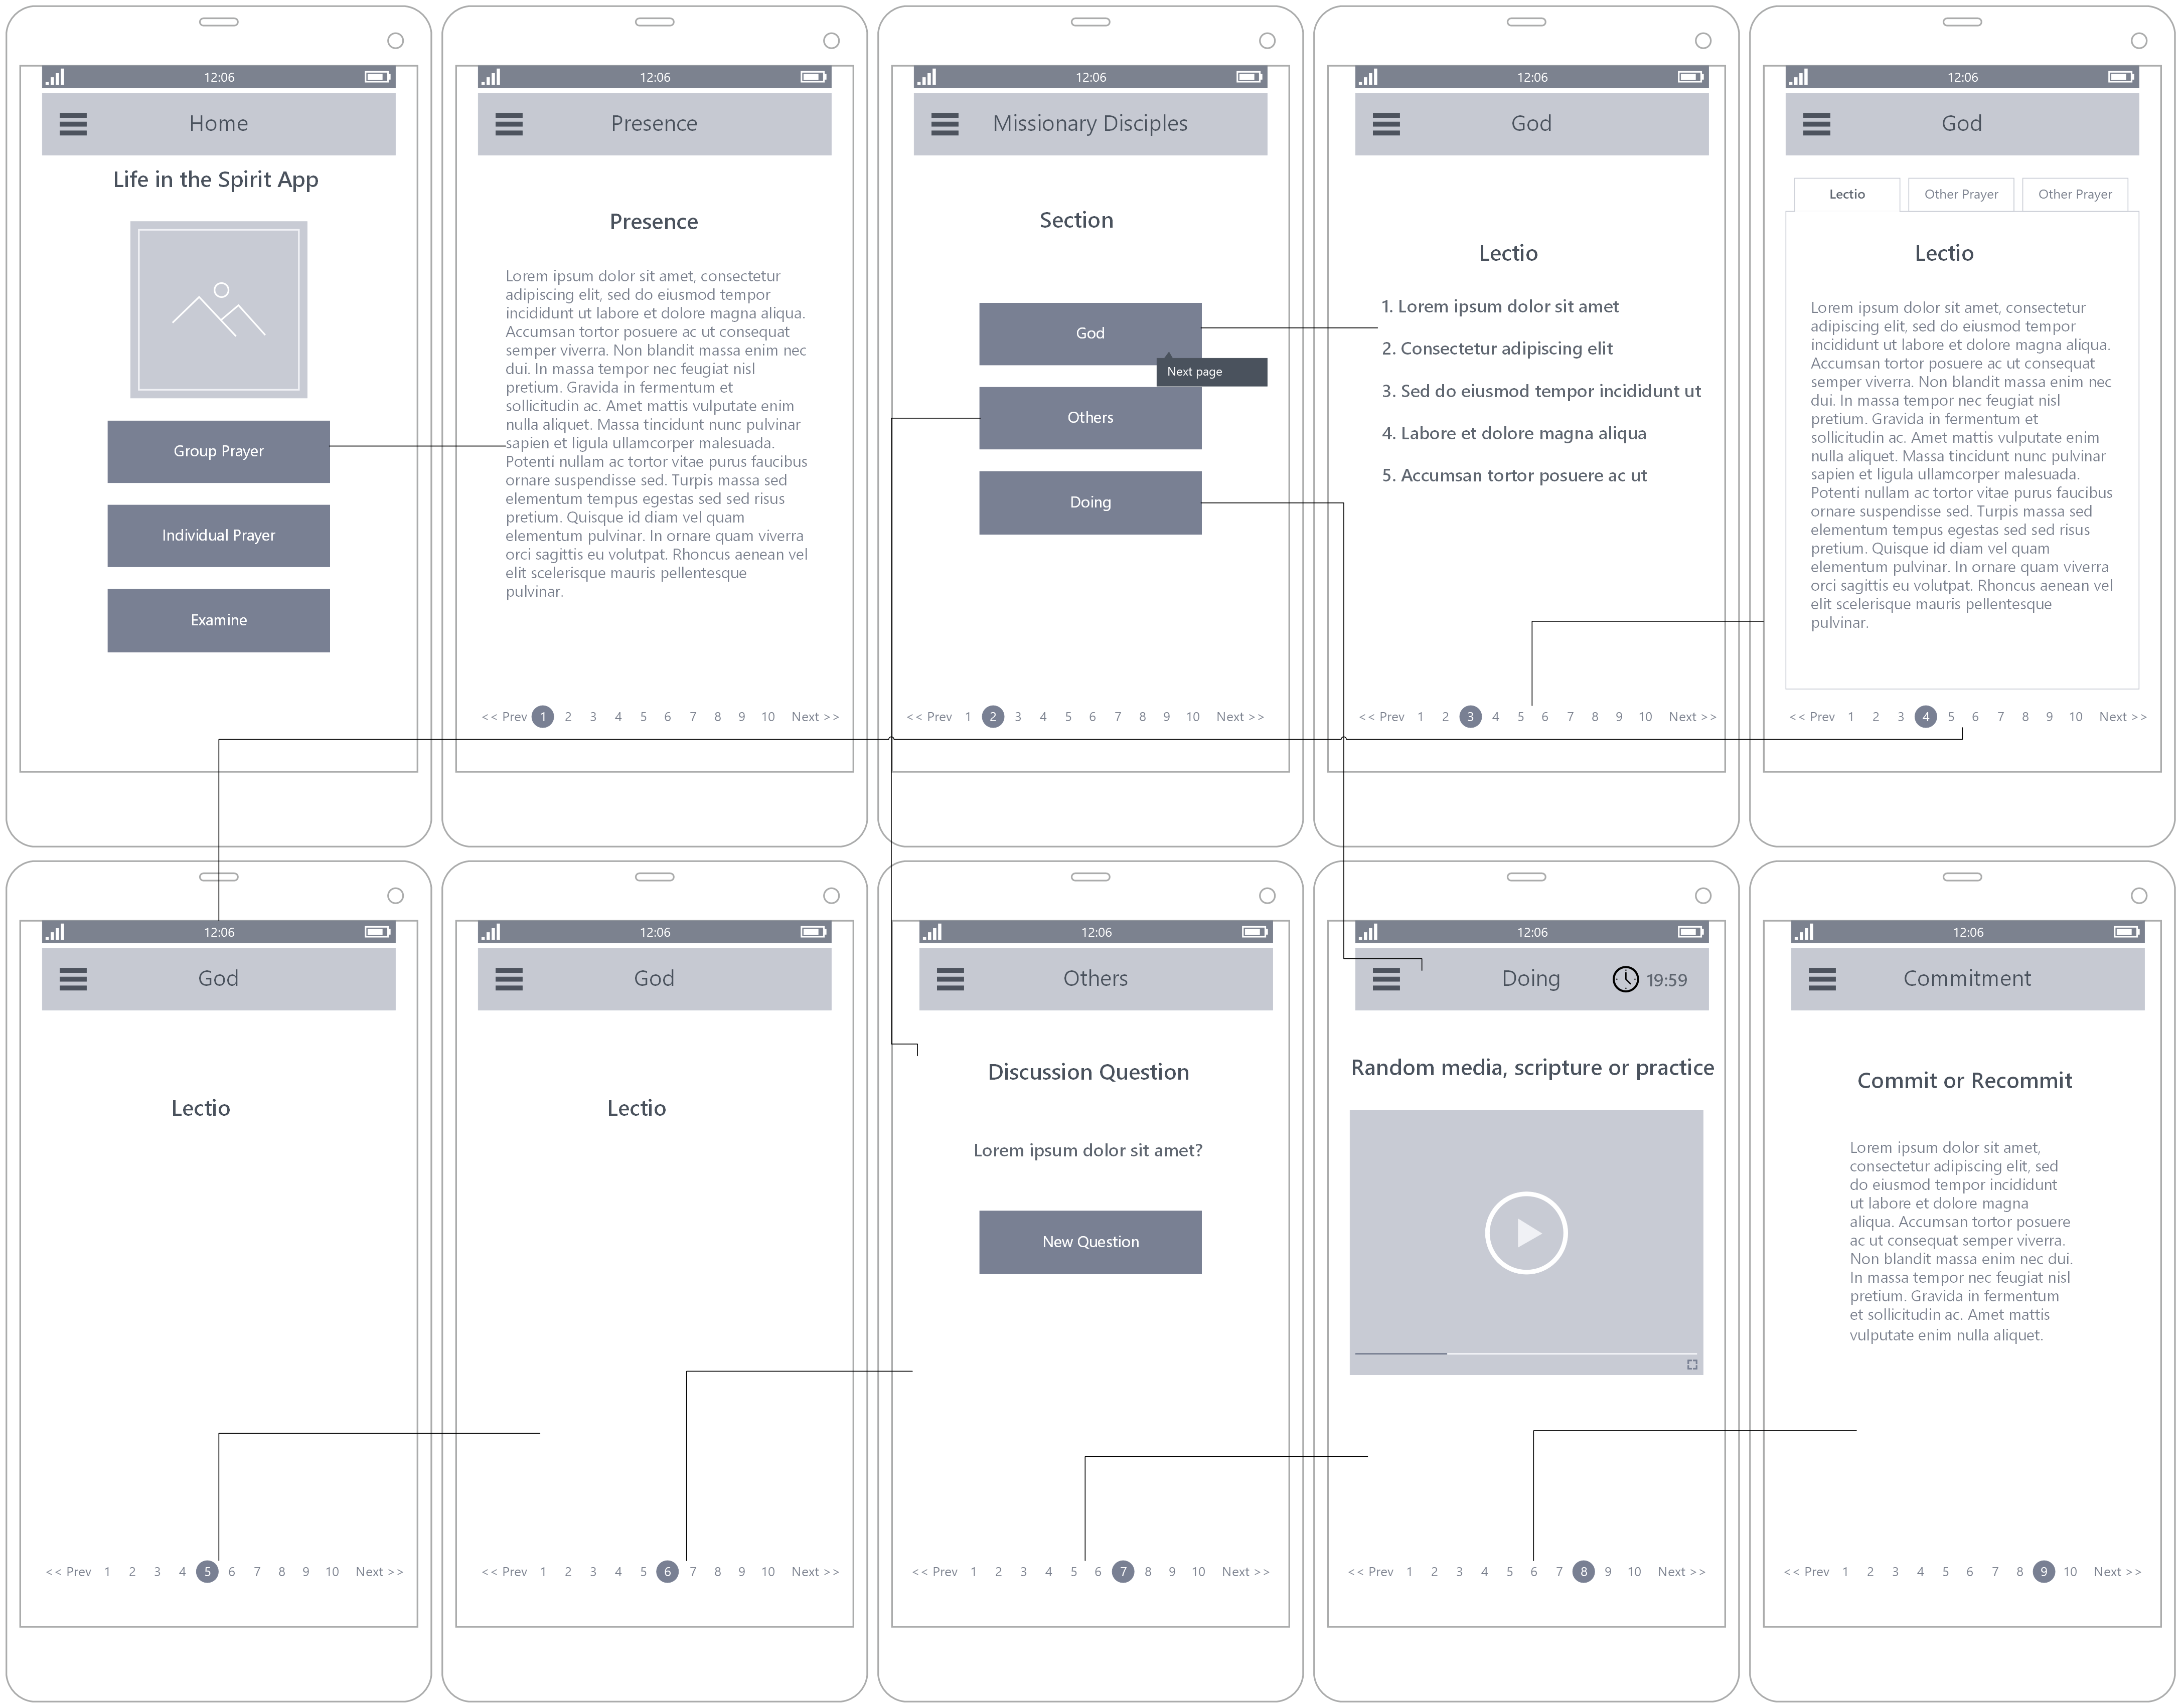 12:06
Home
Life in the Spirit App
Group Prayer
Individual Prayer
Examine
12:06
Presence
Presence
Lorem ipsum dolor sit amet, consectetur
adipiscing elit, sed do eiusmod tempor
incididunt ut labore et dolore magna aliqua.
Accumsan tortor posuere ac ut consequat
semper viverra. Non blandit massa enim nec
dui. In massa tempor nec feugiat nisl
pretium. Gravida in fermentum et
sollicitudin ac. Amet mattis vulputate enim
nulla aliquet. Massa tincidunt nunc pulvinar
sapien et ligula ullamcorper malesuada.
Potenti nullam ac tortor vitae purus faucibus
ornare suspendisse sed. Turpis massa sed
elementum tempus egestas sed sed risus
pretium. Quisque id diam vel quam
elementum pulvinar. In ornare quam viverra
orci sagittis eu volutpat. Rhoncus aenean vel
elit scelerisque mauris pellentesque
pulvinar.
<< Prev 1 2 3 4 5 6 7 8 9 10 Next >>
12:06
Missionary Disciples
Section
God
Next page
Others
Doing
<< Prev 1 2 3 4 5 6 7 8 9 10 Next >>
12:06
God
Lectio
1. Lorem ipsum dolor sit amet
2. Consectetur adipiscing elit
3. Sed do eiusmod tempor incididunt ut
4. Labore et dolore magna aliqua
5. Accumsan tortor posuere ac ut
<< Prev 1 2 3 4 5 6 7 8 9 10 Next >>
12:06
God
Lectio Other Prayer Other Prayer
Lectio
Lorem ipsum dolor sit amet, consectetur
adipiscing elit, sed do eiusmod tempor
incididunt ut labore et dolore magna aliqua.
Accumsan tortor posuere ac ut consequat
semper viverra. Non blandit massa enim nec
dui. In massa tempor nec feugiat nisl
pretium. Gravida in fermentum et
sollicitudin ac. Amet mattis vulputate enim
nulla aliquet. Massa tincidunt nunc pulvinar
sapien et ligula ullamcorper malesuada.
Potenti nullam ac tortor vitae purus faucibus
ornare suspendisse sed. Turpis massa sed
elementum tempus egestas sed sed risus
pretium. Quisque id diam vel quam
elementum pulvinar. In ornare quam viverra
orci sagittis eu volutpat. Rhoncus aenean vel
elit scelerisque mauris pellentesque
pulvinar.
<< Prev 1 2 3 4 5 6 7 8 9 10 Next >>
12:06
God
Lectio
<< Prev 1 2 3 4 5 6 7 8 9 10 Next >>
12:06
God
Lectio
<< Prev 1 2 3 4 5 6 7 8 9 10 Next >>
12:06
Others
Discussion Question
Lorem ipsum dolor sit amet?
New Question
<< Prev 1 2 3 4 5 6 7 8 9 10 Next >>
12:06
Doing 19:59
Random media, scripture or practice
<< Prev 1 2 3 4 5 6 7 8 9 10 Next >>
12:06
Commitment
Commit or Recommit
Lorem ipsum dolor sit amet,
consectetur adipiscing elit, sed
do eiusmod tempor incididunt
ut labore et dolore magna
aliqua. Accumsan tortor posuere
ac ut consequat semper viverra.
Non blandit massa enim nec dui.
In massa tempor nec feugiat nisl
pretium. Gravida in fermentum
et sollicitudin ac. Amet mattis
vulputate enim nulla aliquet.
<< Prev 1 2 3 4 5 6 7 8 9 10 Next >>